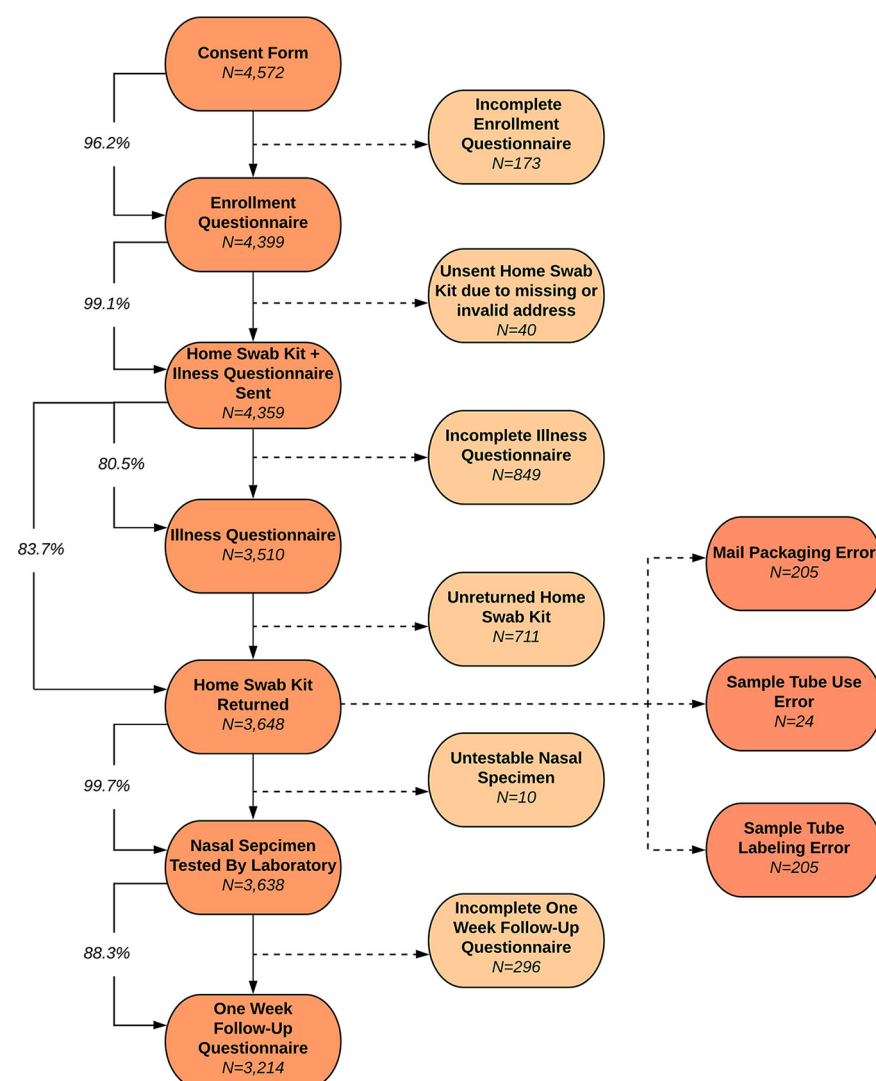 Consent Form
N=4,572
96.2%
Incomplete
Enrollment
Questionnaire
N=173
Enrollment
Questionnaire
N=4,399
99.1%
Unsent Home Swab
Kit due to missing or
invalid address
N=40
Home Swab Kit +
Ilness Questionnaire
Sent
N=4,359
80.5%
83.7%
Incomplete Illness
Questionnaire
N=849
Illness Questionnaire
N=3,510
Mail Packaging Error
N=205
Unreturned Home
Swab Kit
N=711
Home Swab Kit
Returned
N=3,648
Sample Tube Use
Error
N=24
99.7%
Untestable Nasal
Specimen
N=10
Sample Tube
Labeling Error
N=205
Nasal Sepcimen
Tested By Laboratory
N=3,638
88.3%
Incomplete One
Week Follow-Up
Questionnaire
N=296
One Week
Follow-Up
Questionnaire
N=3,214